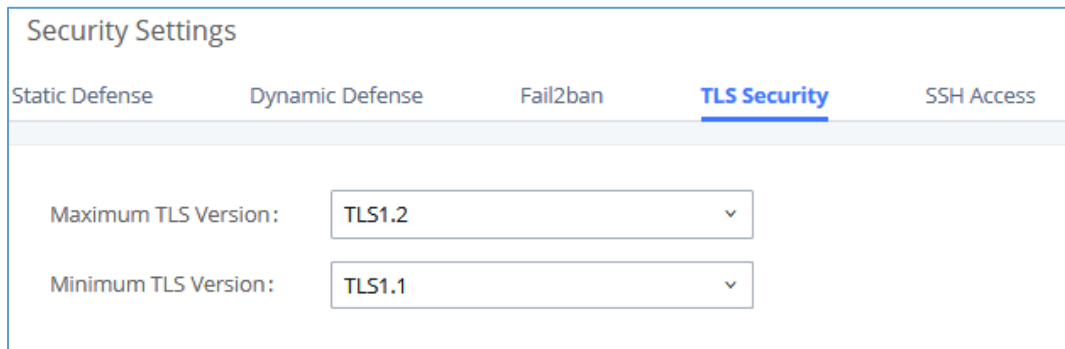 Security Settings
Static Defense Dynamic Defense Fail2ban TLS Security SSH Access
Maximum TLS Version: TLS1.2
Minimum TLS Version: TLS1.1